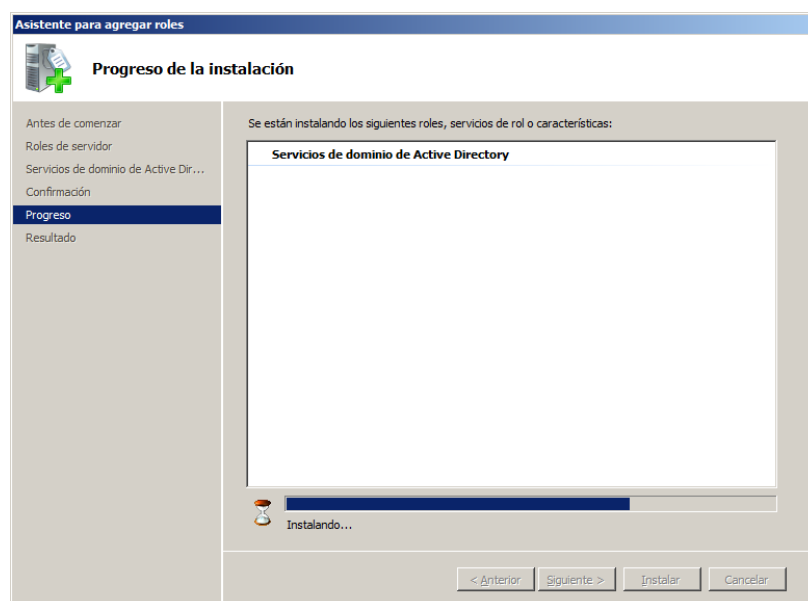 Asistente para agregar roles
Progreso de la instalación
Antes de comenzar
Roles de servidor
Servicios de dominio de Active Dir...
Confirmación
Progreso
Resultado
Se están instalando los siguientes roles, servicios de rol o características:
Servicios de dominio de Active Directory
Instalando...
< Anterior
Siguiente >
Instalar
Cancelar